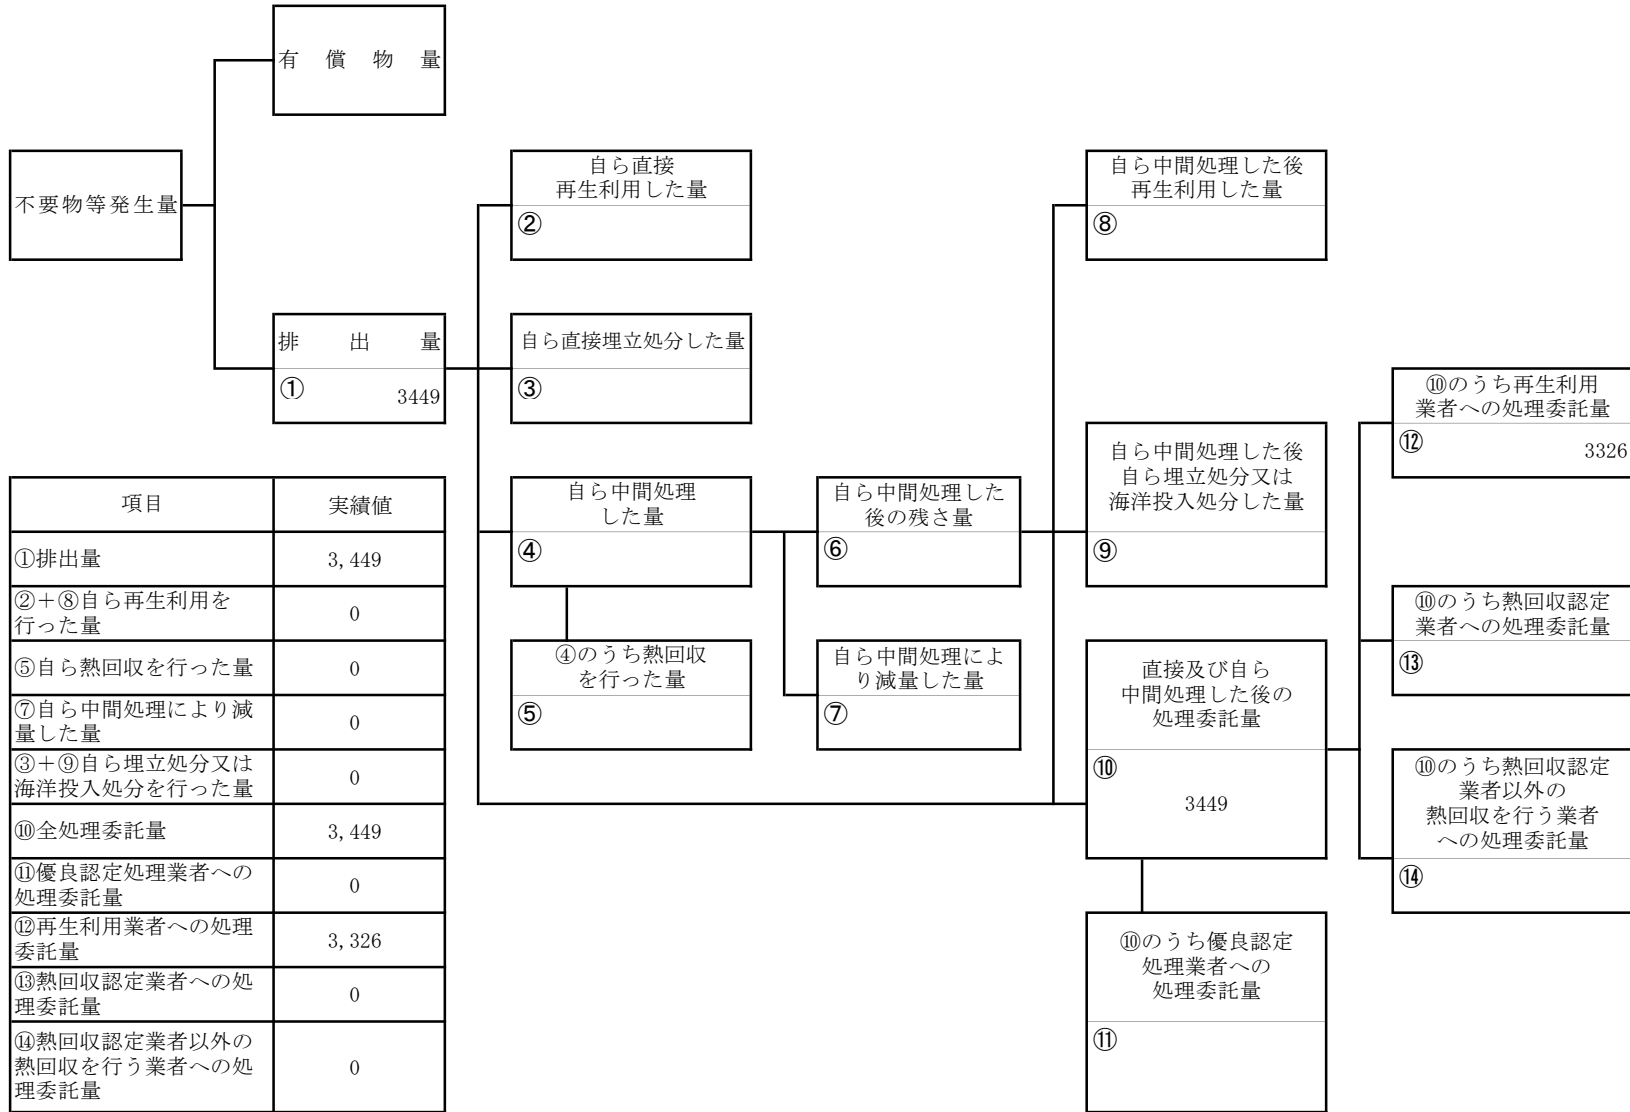 有償物量
不要物等発生量
排出量
①
3449
自ら直接
再生利用した量
②
自ら直接埋立処分した量
③
自ら中間処理
した量
④
④のうち熱回収
を行った量
⑤
自ら中間処理した
後の残さ量
⑥
自ら中間処理によ
り減量した量
⑦
自ら中間処理した後
再生利用した量
⑧
自ら中間処理した後
自ら埋立処分又は
海洋投入処分した量
⑨
直接及び自ら
中間処理した後の
処理委託量
⑩
3449
⑩のうち優良認定
処理業者への
処理委託量
⑪
⑩のうち再生利用
業者への処理委託量
⑫
3326
⑩のうち熱回収認定
業者への処理委託量
⑬
⑩のうち熱回収認定
業者以外の
熱回収を行う業者
への処理委託量
⑭
項目 実績値
①排出量 3,449
②+⑧自ら再生利用を
行った量 0
⑤自ら熱回収を行った量 0
⑦自ら中間処理により減
量した量 0
③+⑨自ら埋立処分又は
海洋投入処分を行った量 0
⑩全処理委託量 3,449
⑪優良認定処理業者への
処理委託量 0
⑫再生利用業者への処理
委託量 3,326
⑬熱回収認定業者への処
理委託量 0
⑭熱回収認定業者以外の
熱回収を行う業者への処
理委託量 0